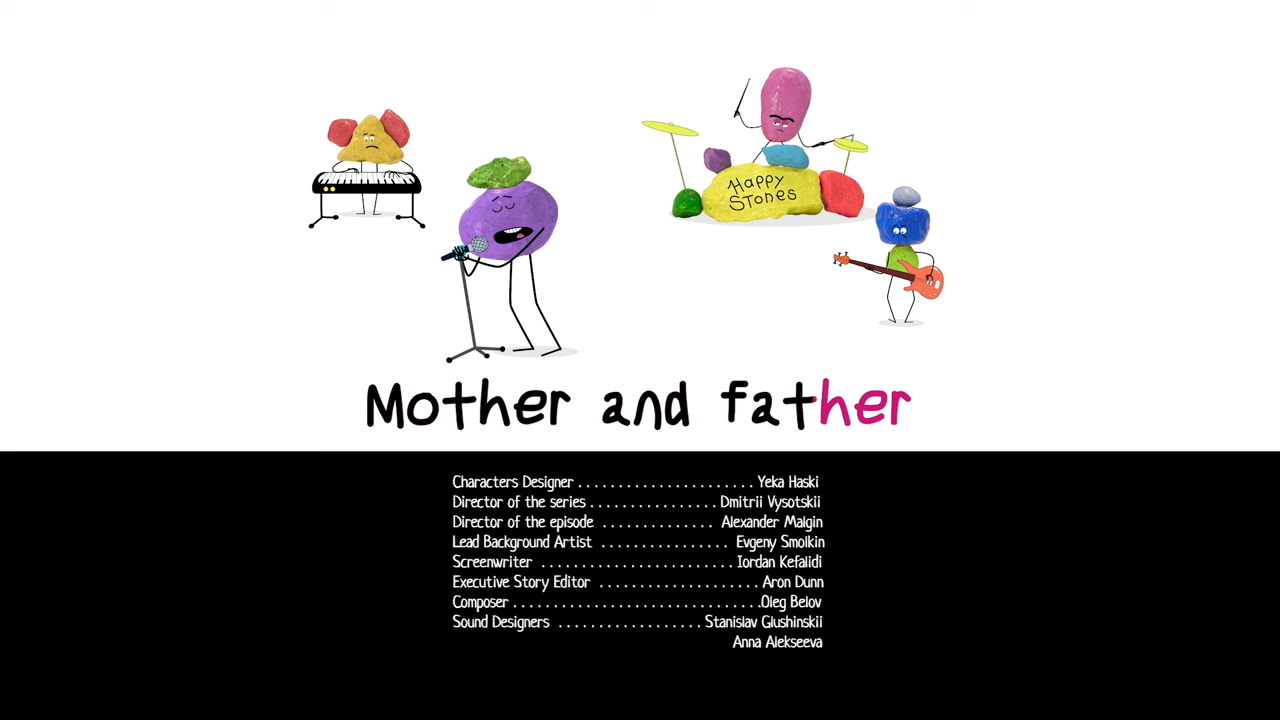 Happy
Stones
Mother and father
Characters Designer . . . . . . . . . . . . . . . . . . . . . . Yeka Haski
Director of the series . . . . . . . . . . . . . . . . Dmitrii Vysotskii
Director of the episode . . . . . . . . . . . . . . Alexander Malgin
Lead Background Artist . . . . . . . . . . . . . . . . Evgeny Smolkin
Screenwriter . . . . . . . . . . . . . . . . . . . . . . . . Iordan Kefalidi
Executive Story Editor . . . . . . . . . . . . . . . . . . Aron Dunn
Composer . . . . . . . . . . . . . . . . . . . . . . . . . . . . . .Oleg Belov
Sound Designers . . . . . . . . . . . . . . . . . . Stanislav Glushinskii
Anna Alekseeva